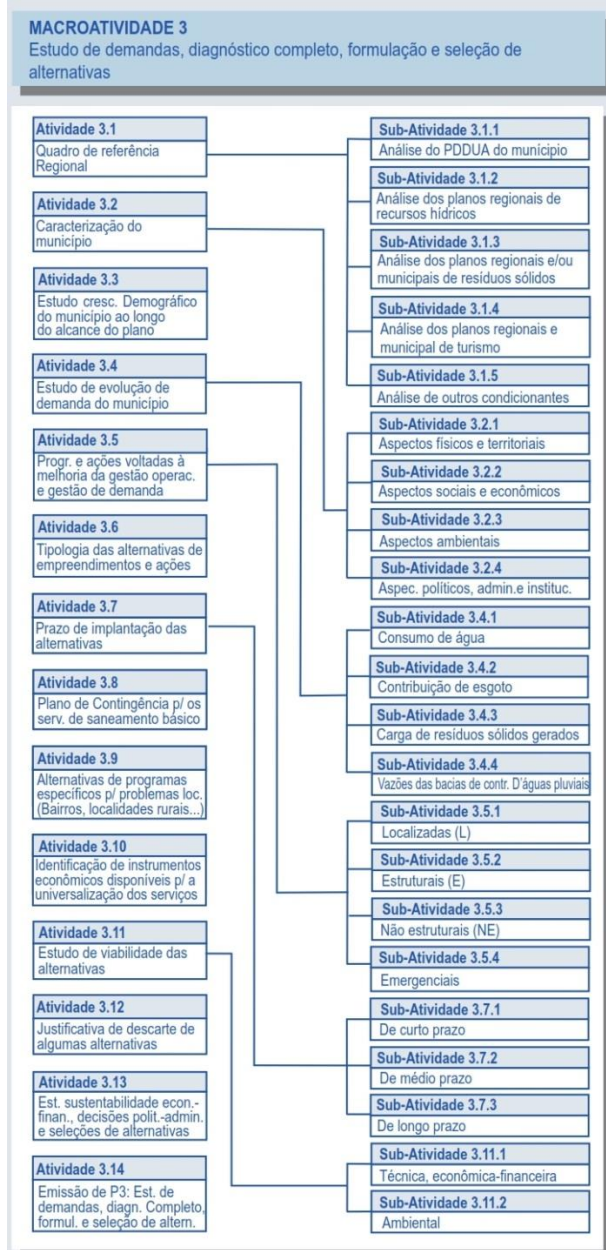 MACROATIVIDADE 3
Estudo de demandas, diagnóstico completo, formulação e seleção de
alternativas
Atividade 3.1
Quadro de referência
Regional
Atividade 3.2
Caracterização do
município
Atividade 3.3
Estudo cresc. Demográfico
do município ao longo
do alcance do plano
Atividade 3.4
Estudo de evolução de
demanda do município
Atividade 3.5
Progr. e ações voltadas à
melhoria da gestão operac.
e gestão de demanda
Atividade 3.6
Tipologia das alternativas de
empreendimentos e ações
Atividade 3.7
Prazo de implantação das
alternativas
Atividade 3.8
Plano de Contingência p/ os
serv. de saneamento básico
Atividade 3.9
Alternativas de programas
específicos p/ problemas loc.
(Bairros, localidades rurais...)
Atividade 3.10
Identificação de instrumentos
econômicos disponíveis p/ a
universalização dos serviços
Atividade 3.11
Estudo de viabilidade das
alternativas
Atividade 3.12
Justificativa de descarte de
algumas alternativas
Atividade 3.13
Est. sustentabilidade econ.-
finan., decisões polit.-admin.
e seleções de alternativas
Atividade 3.14
Emissão de P3: Est. de
demandas, diagn. Completo,
formul. e seleção de altern.
Sub-Atividade 3.1.1
Análise do PDDUA do município
Sub-Atividade 3.1.2
Análise dos planos regionais de
recursos hídricos
Sub-Atividade 3.1.3
Análise dos planos regionais e/ou
municipais de resíduos sólidos
Sub-Atividade 3.1.4
Análise dos planos regionais e
municipal de turismo
Sub-Atividade 3.1.5
Análise de outros condicionantes
Sub-Atividade 3.2.1
Aspectos físicos e territoriais
Sub-Atividade 3.2.2
Aspectos sociais e econômicos
Sub-Atividade 3.2.3
Aspectos ambientais
Sub-Atividade 3.2.4
Aspec. políticos, admin.e instituc.
Sub-Atividade 3.4.1
Consumo de água
Sub-Atividade 3.4.2
Contribuição de esgoto
Sub-Atividade 3.4.3
Carga de resíduos sólidos gerados
Sub-Atividade 3.4.4
Vazões das bacias de contr. D'águas pluviais
Sub-Atividade 3.5.1
Localizadas (L)
Sub-Atividade 3.5.2
Estruturais (E)
Sub-Atividade 3.5.3
Não estruturais (NE)
Sub-Atividade 3.5.4
Emergenciais
Sub-Atividade 3.7.1
De curto prazo
Sub-Atividade 3.7.2
De médio prazo
Sub-Atividade 3.7.3
De longo prazo
Sub-Atividade 3.11.1
Técnica, econômica-financeira
Sub-Atividade 3.11.2
Ambiental